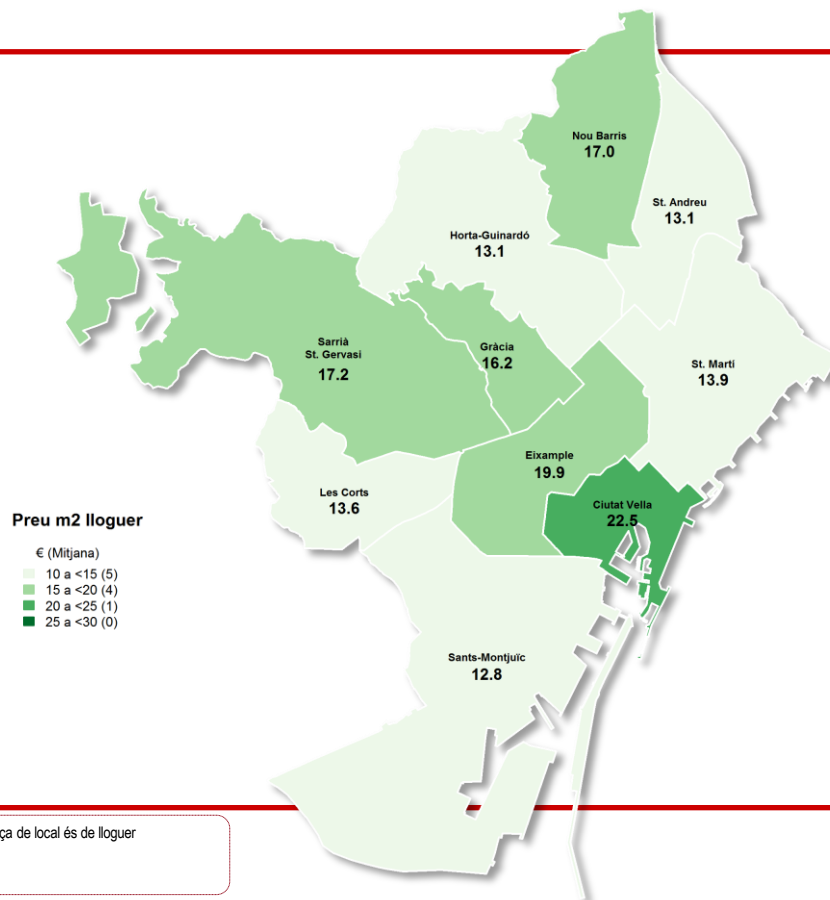 Nou Barris
17.0
St. Andreu
13.1
Horta-Guinardó
13.1
Sarrià
St. Gervasi
17.2
Gràcia
16.2
St. Martí
13.9
Eixample
19.9
Les Corts
13.6
Ciutat Vella
22.5
Preu m2 lloguer
€ (Mitjana)
10 a <15 (5)
15 a <20 (4)
20 a <25 (1)
25 a <30 (0)
Sants-Montjuïc
12.8
de local és de lloguer